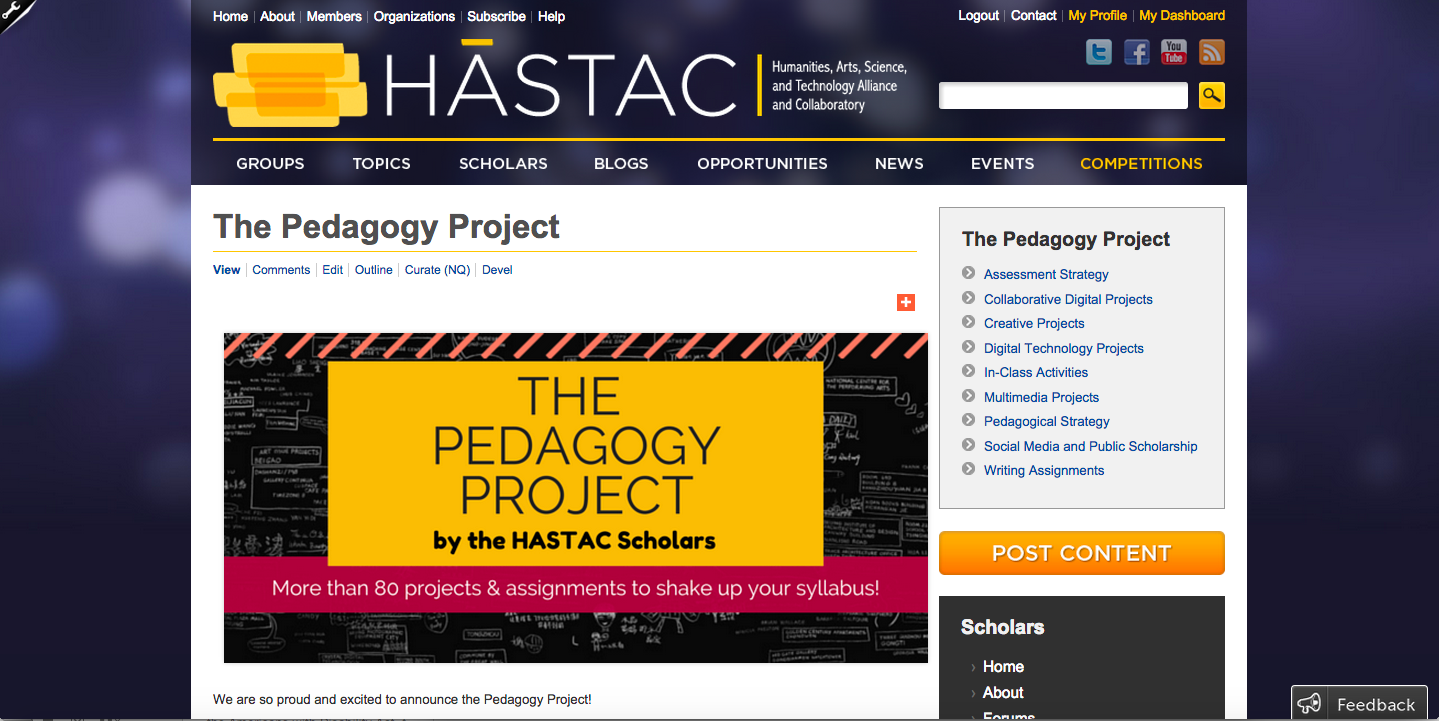 Home About Members Organizations Subscribe Help
Logout Contact My Profile My Dashboard
HASTAC
Humanities, Arts, Science,
and Technology Alliance
and Collaboratory
GROUPS TOPICS SCHOLARS BLOGS OPPORTUNITIES NEWS EVENTS COMPETITIONS
The Pedagogy Project
View Comments Edit Outline Curate (NQ) Devel
THE
PEDAGOGY
PROJECT
by the HASTAC Scholars
More than 80 projects & assignments to shake up your syllabus!
We are so proud and excited to announce the Pedagogy Project!
The Pedagogy Project
Assessment Strategy
Collaborative Digital Projects
Creative Projects
Digital Technology Projects
In-Class Activities
Multimedia Projects
Pedagogical Strategy
Social Media and Public Scholarship
Writing Assignments
POST CONTENT
Scholars
Home
About
Forums
Feedback